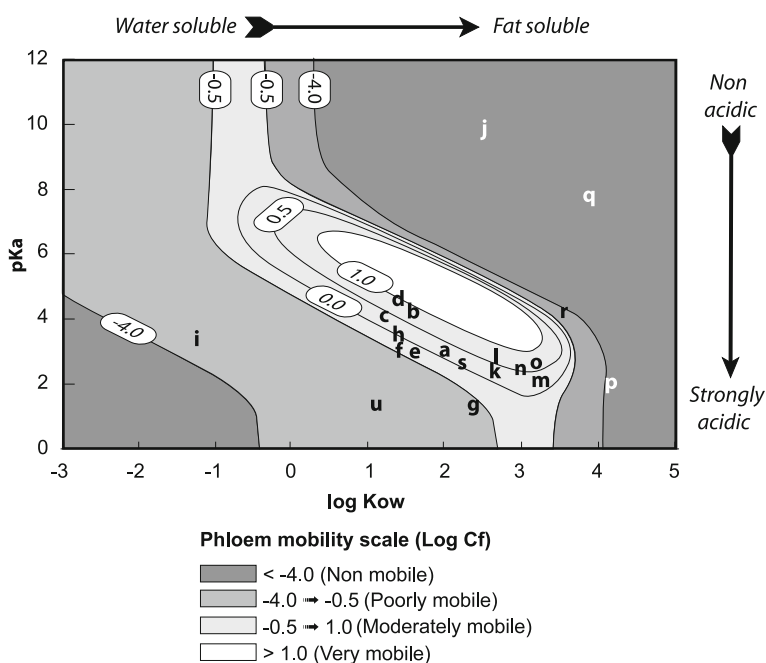 Water soluble Fat soluble
12
10
8
6
4
2
0
pKa
-0.5 -0.5 -4.0
0.5
1.0
0.0
-4.0
j
q
r
d
b
c
h
f e
a
s
l
k
n
o
m
p
i
u
g
-3 -2 -1 0 1 2 3 4 5
log Kow
Non
acidic
Strongly
acidic
Phloem mobility scale (Log Cf)
< -4.0 (Non mobile)
-4.0 ➟ -0.5 (Poorly mobile)
-0.5 ➟ 1.0 (Moderately mobile)
> 1.0 (Very mobile)